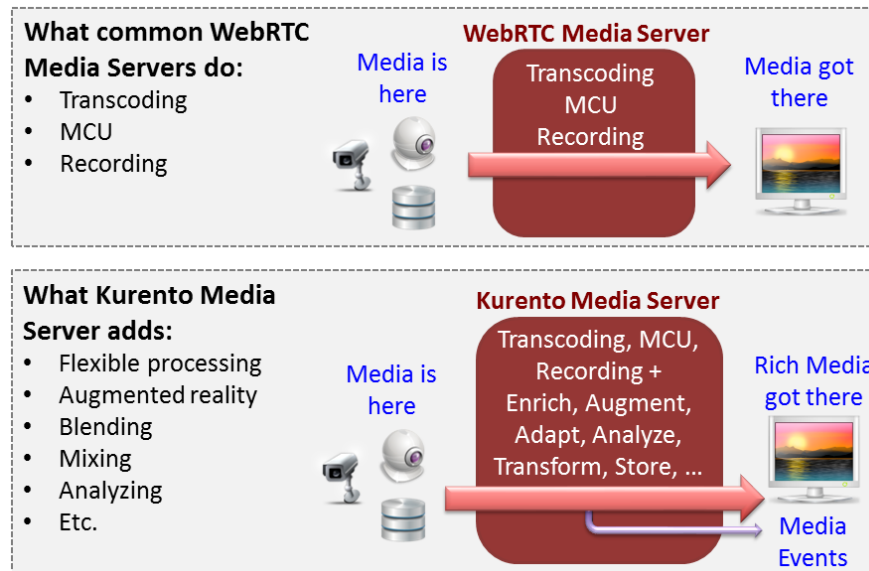 What common WebRTC
Media Servers do:
• Transcoding
• MCU
• Recording
Media is
here
WebRTC Media Server
Transcoding
MCU
Recording
Media got
there
What Kurento Media
Server adds:
• Flexible processing
• Augmented reality
• Blending
• Mixing
• Analyzing
• Etc.
Media is
here
Kurento Media Server
Transcoding, MCU,
Recording +
Enrich, Augment,
Adapt, Analyze,
Transform, Store, ...
Rich Media
got there
Media
Events